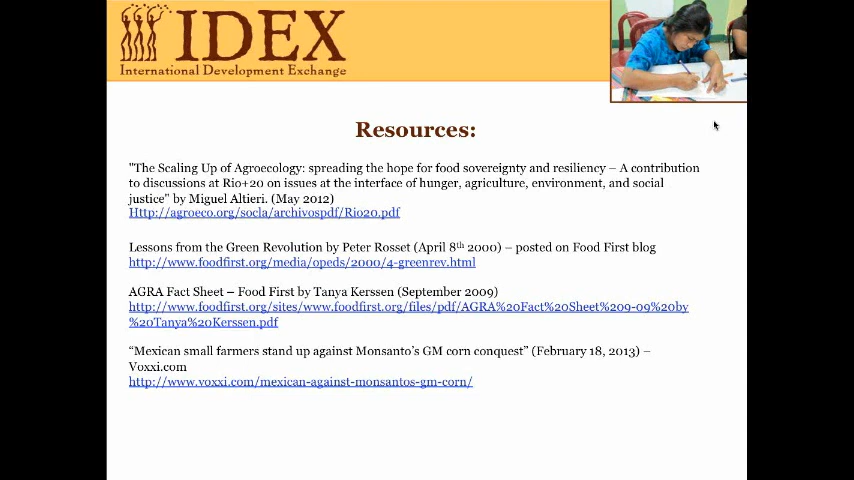 IDEX
International Development Exchange
Resources:
"The Scaling Up of Agroecology: spreading the hope for food sovereignty and resiliency – A contribution
to discussions at Rio+20 on issues at the interface of hunger, agriculture, environment, and social
justice" by Miguel Altieri. (May 2012)
Http://agroeco.org/socla/archivospdf/Rio20.pdf
Lessons from the Green Revolution by Peter Rosset (April 8th 2000) – posted on Food First blog
http://www.foodfirst.org/media/opeds/2000/4-greenrev.html
AGRA Fact Sheet – Food First by Tanya Kerssen (September 2009)
http://www.foodfirst.org/sites/www.foodfirst.org/files/pdf/AGRA%20Fact%20Sheet%209-09%20by
%20Tanya%20Kerssen.pdf
“Mexican small farmers stand up against Monsanto’s GM corn conquest” (February 18, 2013) –
Voxxi.com
http://www.voxxi.com/mexican-against-monsantos-gm-corn/